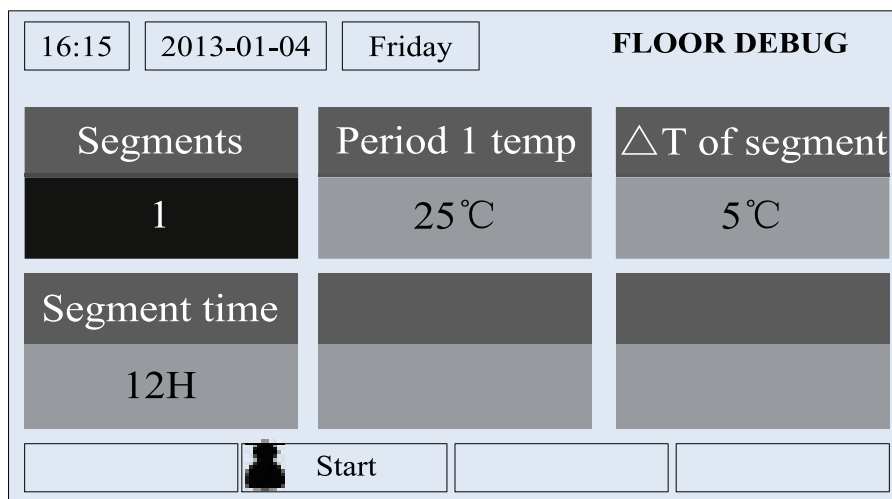 16:15 2013-01-04 Friday FLOOR DEBUG
Segments Period 1 temp △T of segment
1 25℃ 5℃
Segment time
12H
Start